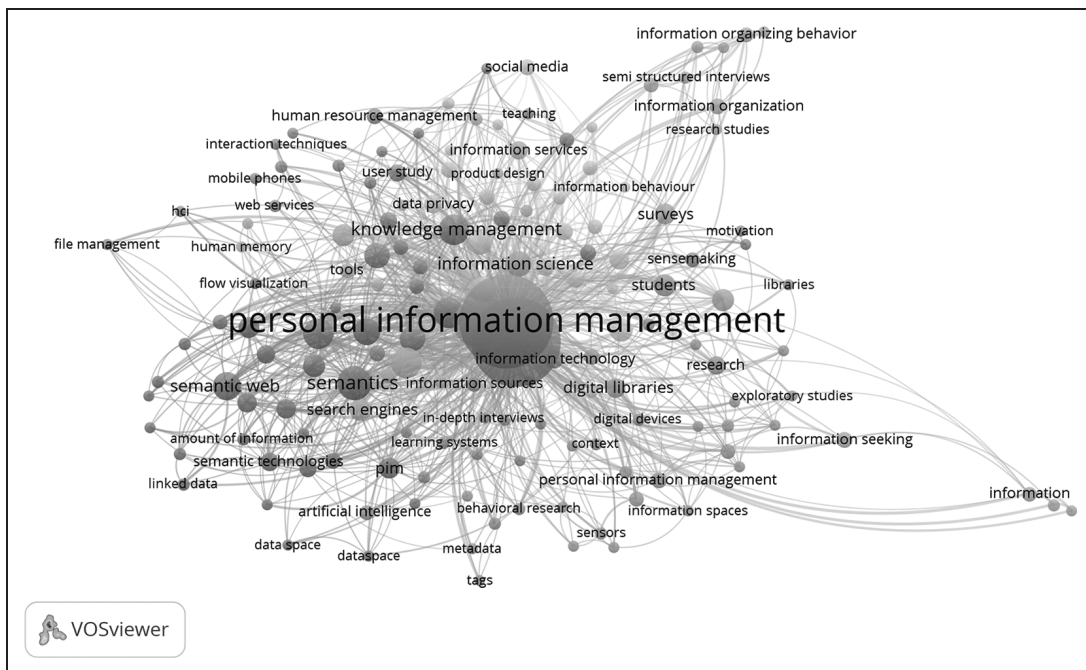 information organizing behavior
social media
semi structured interviews
information organization
human resource management
teaching
research studies
interaction techniques
information services
user study
product design
mobile phones
information behaviour
data privacy
web services
hci
surveys
knowledge management
motivation
file management
human memory
information science
sensemaking
tools
flow visualization
students
libraries
personal information management
information technology
research
semantic web
semantics
information sources
digital libraries
exploratory studies
search engines
in-depth interviews
digital devices
amount of information
learning systems
context
information seeking
semantic technologies
pim
linked data
personal information management
information
artificial intelligence
behavioral research
information spaces
sensors
data space
dataspace
metadata
tags
VOSviewer